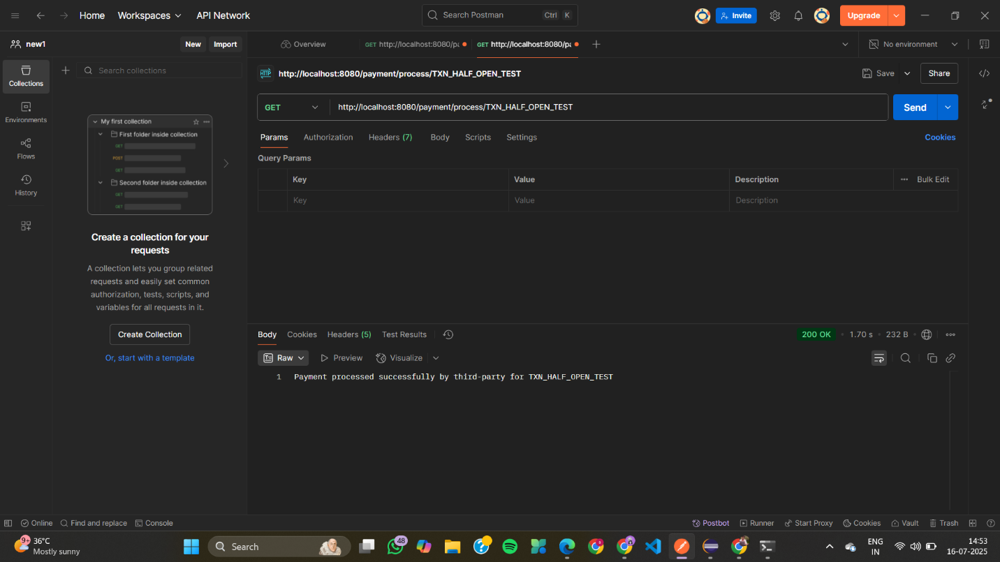 Home
Workspaces
API Network
Search Postman
Ctrl K
Invite
Upgrade
new1
New
Import
Overview
GET http://localhost:8080/pa
GET http://localhost:8080/pa
No environment
Collections
Environments
Flows
History
Search collections
My first collection
First folder inside collection
GET
POST
GET
Second folder inside collection
GET
GET
Create a collection for your
requests
A collection lets you group related
requests and easily set common
authorization, tests, scripts, and
variables for all requests in it.
Create Collection
Or, start with a template
HTTP http://localhost:8080/payment/process/TXN_HALF_OPEN_TEST
Save
Share
GET http://localhost:8080/payment/process/TXN_HALF_OPEN_TEST
Send
Params Authorization Headers (7) Body Scripts Settings
Cookies
Query Params
Key Value Description Bulk Edit
Key Value Description
Body Cookies Headers (5) Test Results
200 OK • 1.70 s • 232 B
Raw Preview Visualize
1 Payment processed successfully by third-party for TXN_HALF_OPEN_TEST
Online Find and replace Console
Postbot Runner Start Proxy Cookies Vault Trash
9+ 36°C
Mostly sunny
Search
48
ENG
IN
14:53
16-07-2025